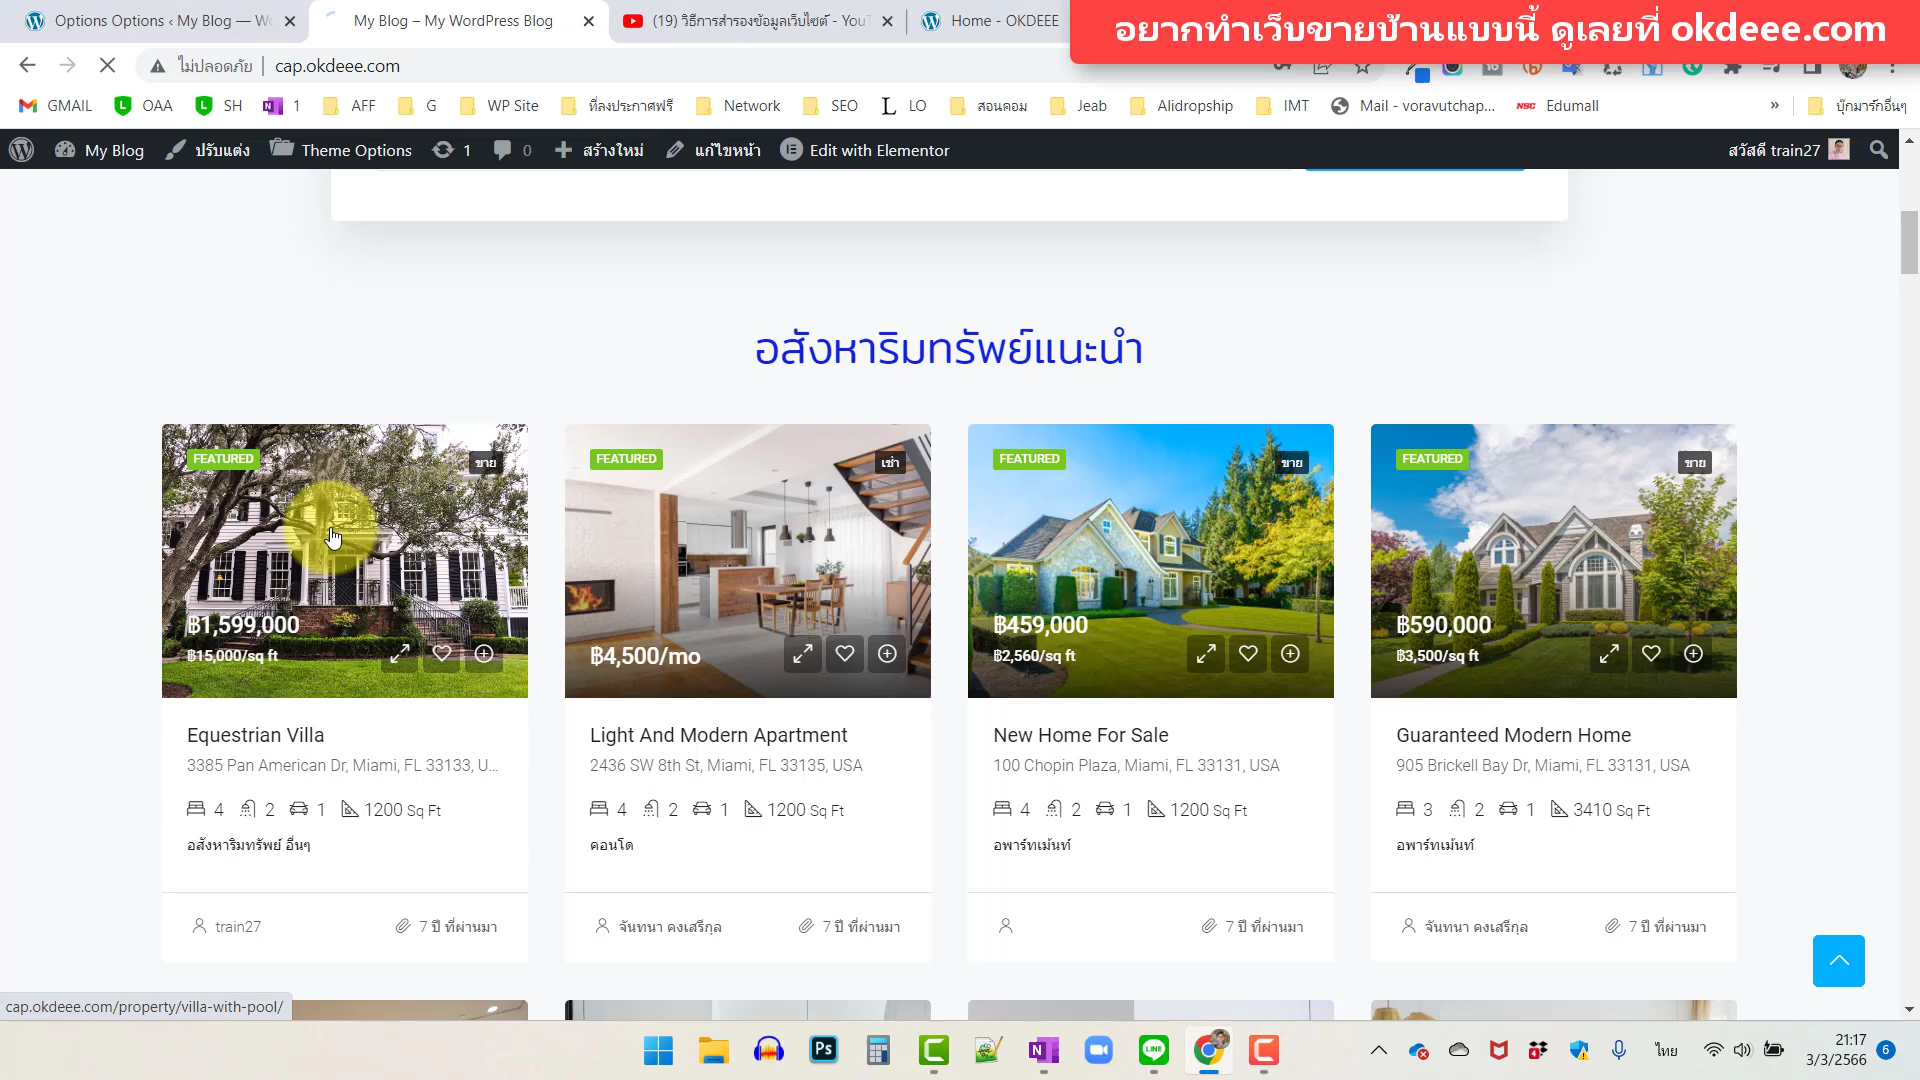 Options Options ‹ My Blog — Wo
My Blog – My WordPress Blog
(19) วิธีการสำรองข้อมูลเว็บไซต์ - YouT
Home - OKDEEE
อยากทำเว็บขายบ้านแบบนี้ ดูเลยที่ okdeee.com
ไม่ปลอดภัย
cap.okdeee.com
GMAIL
OAA
SH
1
AFF
G
WP Site
ที่ลงประกาศฟรี
Network
SEO
LO
สอนคอม
Jeab
Alidropship
IMT
Mail - voravutchap...
Edumall
»
บุ๊กมาร์กอื่นๆ
My Blog
ปรับแต่ง
Theme Options
1
0
สร้างใหม่
แก้ไขหน้า
Edit with Elementor
สวัสดี train27
อสังหาริมทรัพย์แนะนำ
FEATURED
ขาย
฿1,599,000
฿15,000/sq ft
Equestrian Villa
3385 Pan American Dr, Miami, FL 33133, U...
4 2 1 1200 Sq Ft
อสังหาริมทรัพย์ อื่นๆ
train27
7 ปี ที่ผ่านมา
FEATURED
เช่า
฿4,500/mo
Light And Modern Apartment
2436 SW 8th St, Miami, FL 33135, USA
4 2 1 1200 Sq Ft
คอนโด
จันทนา คงเสรีกุล
7 ปี ที่ผ่านมา
FEATURED
ขาย
฿459,000
฿2,560/sq ft
New Home For Sale
100 Chopin Plaza, Miami, FL 33131, USA
4 2 1 1200 Sq Ft
อพาร์ทเม้นท์
7 ปี ที่ผ่านมา
FEATURED
ขาย
฿590,000
฿3,500/sq ft
Guaranteed Modern Home
905 Brickell Bay Dr, Miami, FL 33131, USA
3 2 1 3410 Sq Ft
อพาร์ทเม้นท์
จันทนา คงเสรีกุล
7 ปี ที่ผ่านมา
cap.okdeee.com/property/villa-with-pool/
ไทย
21:17
3/3/2566
6